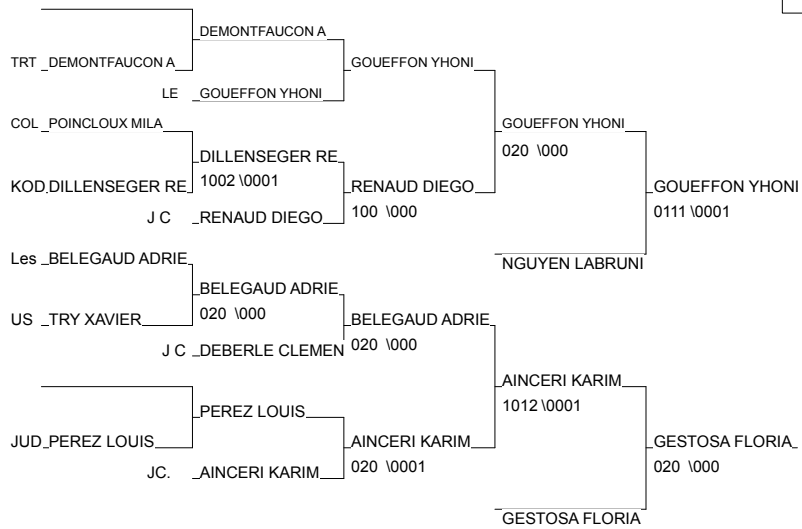 DEMONTFAUCON A
TRT DEMONTFAUCON A
GOUEFFON YHONI
LE GOUEFFON YHONI
COL POINCLOUX MILA
GOUEFFON YHONI
020 \000
DILLENSEGER RE
1002 \0001
KOD DILLENSEGER RE
RENAUD DIEGO
100 \000
GOUEFFON YHONI
0111 \0001
J C RENAUD DIEGO
Les BELEGAUD ADRIE
NGUYEN LABRUNI
BELEGAUD ADRIE
020 \000
US TRY XAVIER
BELEGAUD ADRIE
020 \000
J C DEBERLE CLEMEN
AINCERI KARIM
1012 \0001
PEREZ LOUIS
JUD PEREZ LOUIS
AINCERI KARIM
020 \0001
GESTOSA FLORIA
020 \000
JC. AINCERI KARIM
GESTOSA FLORIA